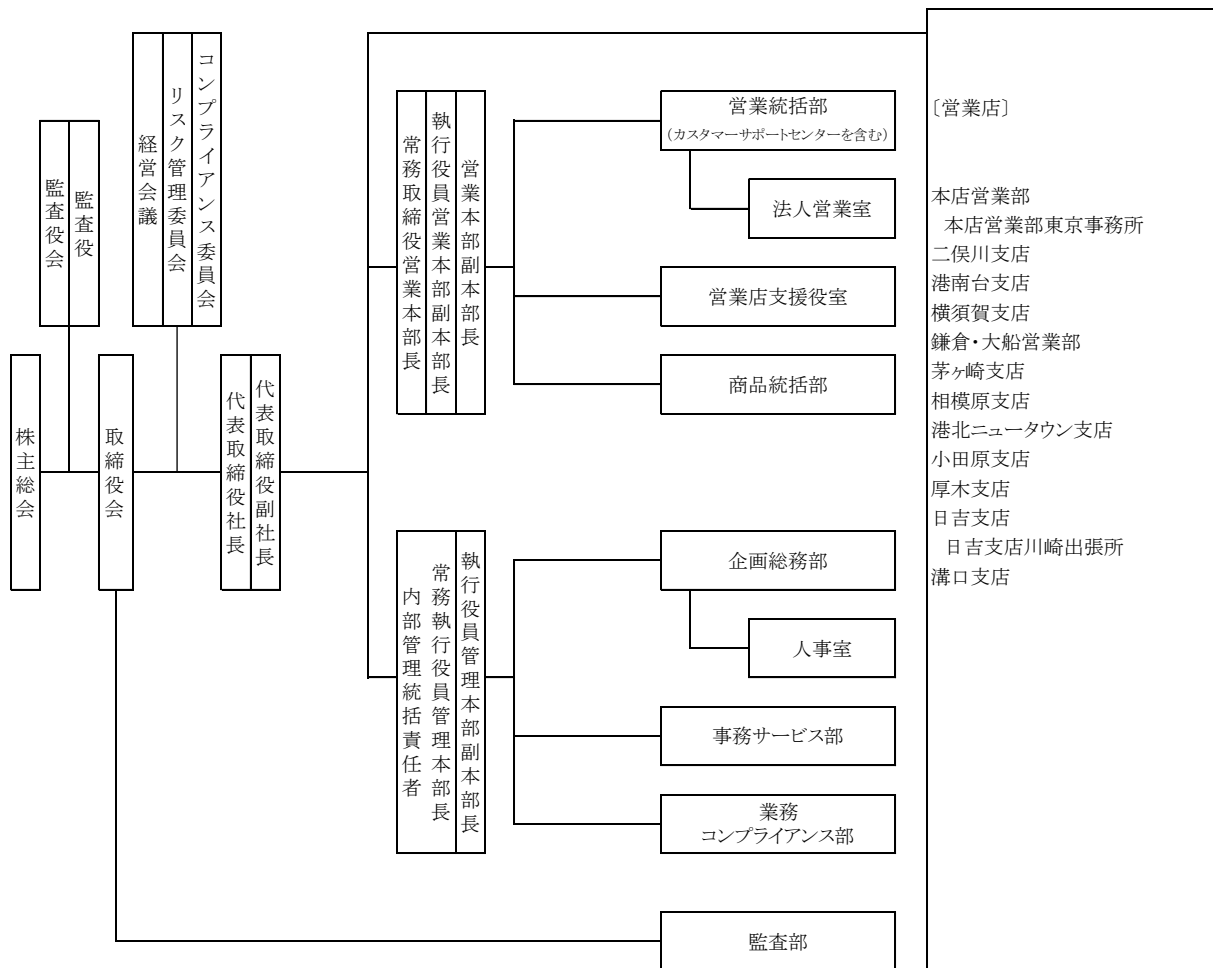 株主総会
監査役会
監査役
取締役会
経営会議
リスク管理委員会
コンプライアンス委員会
代表取締役社長
代表取締役副社長
常務取締役営業本部長
執行役員営業本部副本部長
営業本部副本部長
営業統括部
(カスタマーサポートセンターを含む)
法人営業室
営業店支援役室
商品統括部
内部管理統括責任者
常務執行役員管理本部長
執行役員管理本部副本部長
企画総務部
人事室
事務サービス部
業務
コンプライアンス部
監査部
〔営業店〕
本店営業部
本店営業部東京事務所
二俣川支店
港南台支店
横須賀支店
鎌倉・大船営業部
茅ヶ崎支店
相模原支店
港北ニュータウン支店
小田原支店
厚木支店
日吉支店
日吉支店川崎出張所
溝口支店